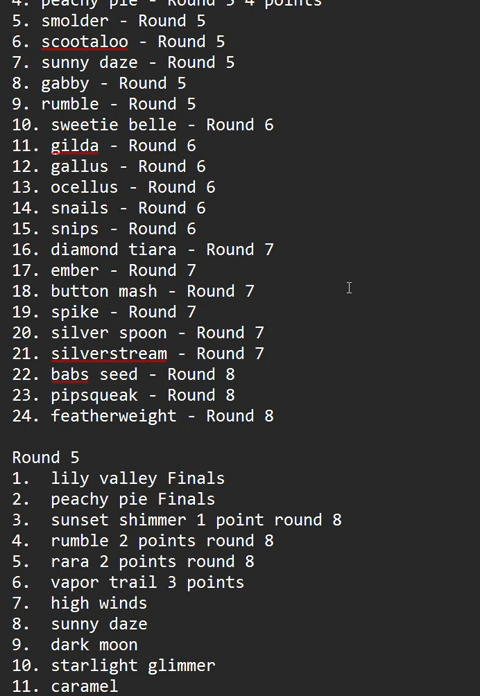 4. peachy pie - Round 5 4 points
5. smolder - Round 5
6. scootaloo - Round 5
7. sunny daze - Round 5
8. gabby - Round 5
9. rumble - Round 5
10. sweetie belle - Round 6
11. gilda - Round 6
12. gallus - Round 6
13. ocellus - Round 6
14. snails - Round 6
15. snips - Round 6
16. diamond tiara - Round 7
17. ember - Round 7
18. button mash - Round 7
19. spike - Round 7
20. silver spoon - Round 7
21. silverstream - Round 7
22. babs seed - Round 8
23. pipsqueak - Round 8
24. featherweight - Round 8
Round 5
1.  lily valley Finals
2.  peachy pie Finals
3.  sunset shimmer 1 point round 8
4.  rumble 2 points round 8
5.  rara 2 points round 8
6.  vapor trail 3 points
7.  high winds
8.  sunny daze
9.  dark moon
10. starlight glimmer
11. caramel